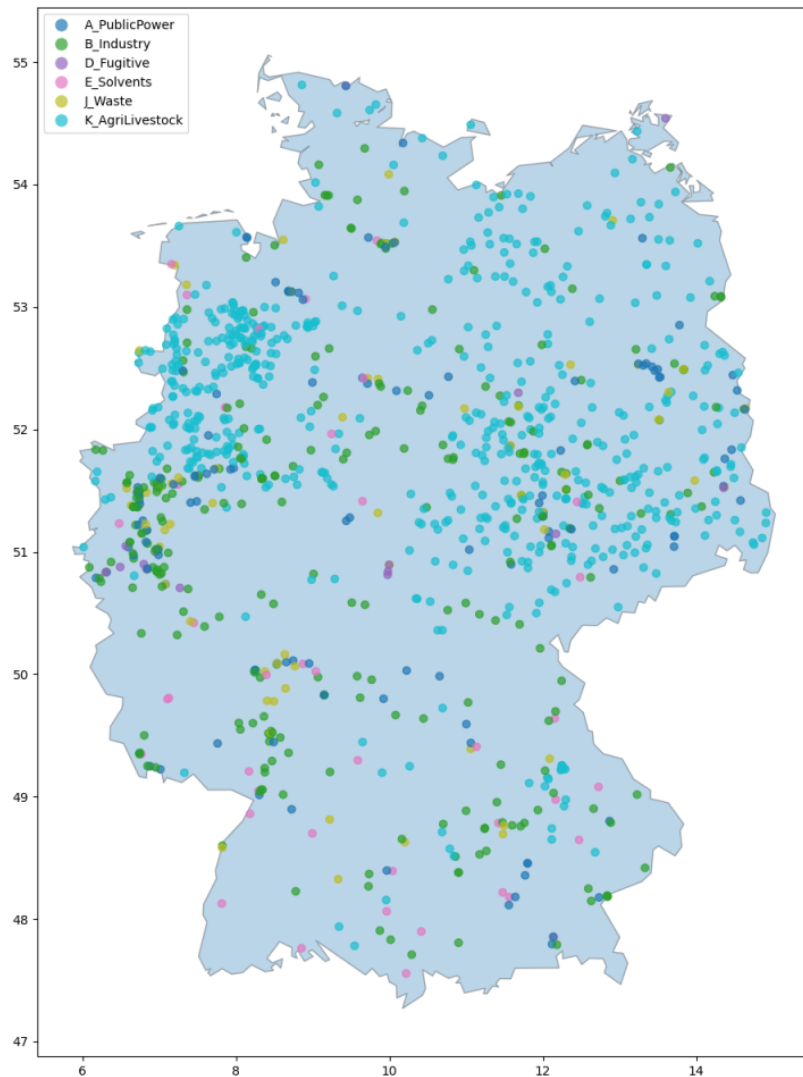 A_PublicPower
B_Industry
D_Fugitive
E_Solvents
J_Waste
K_AgriLivestock
55
54
53
52
51
50
49
48
47
6 8 10 12 14